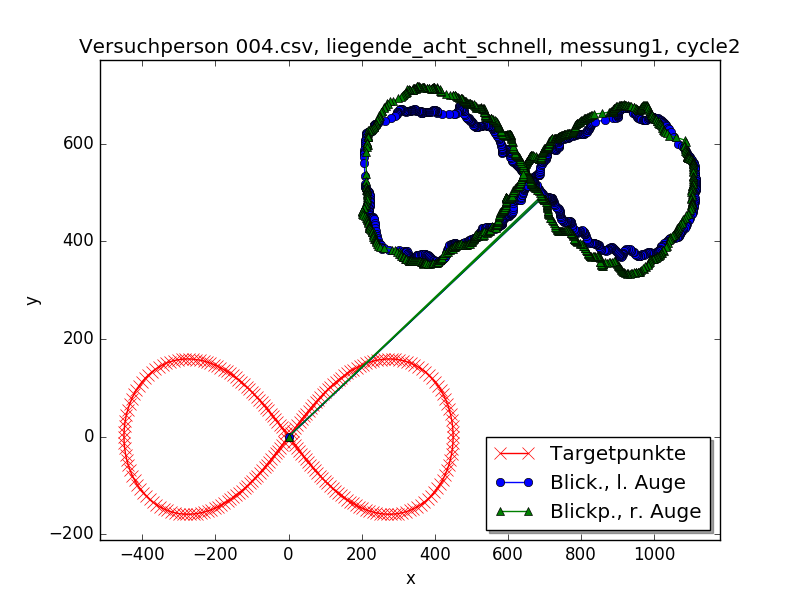 Versuchperson 004.csv, liegende_acht_schnell, messung1, cycle2
600
400
200
0
−200
y
−400
−200
0
200
400
600
800
1000
x
Targetpunkte
Blick., l. Auge
Blickp., r. Auge